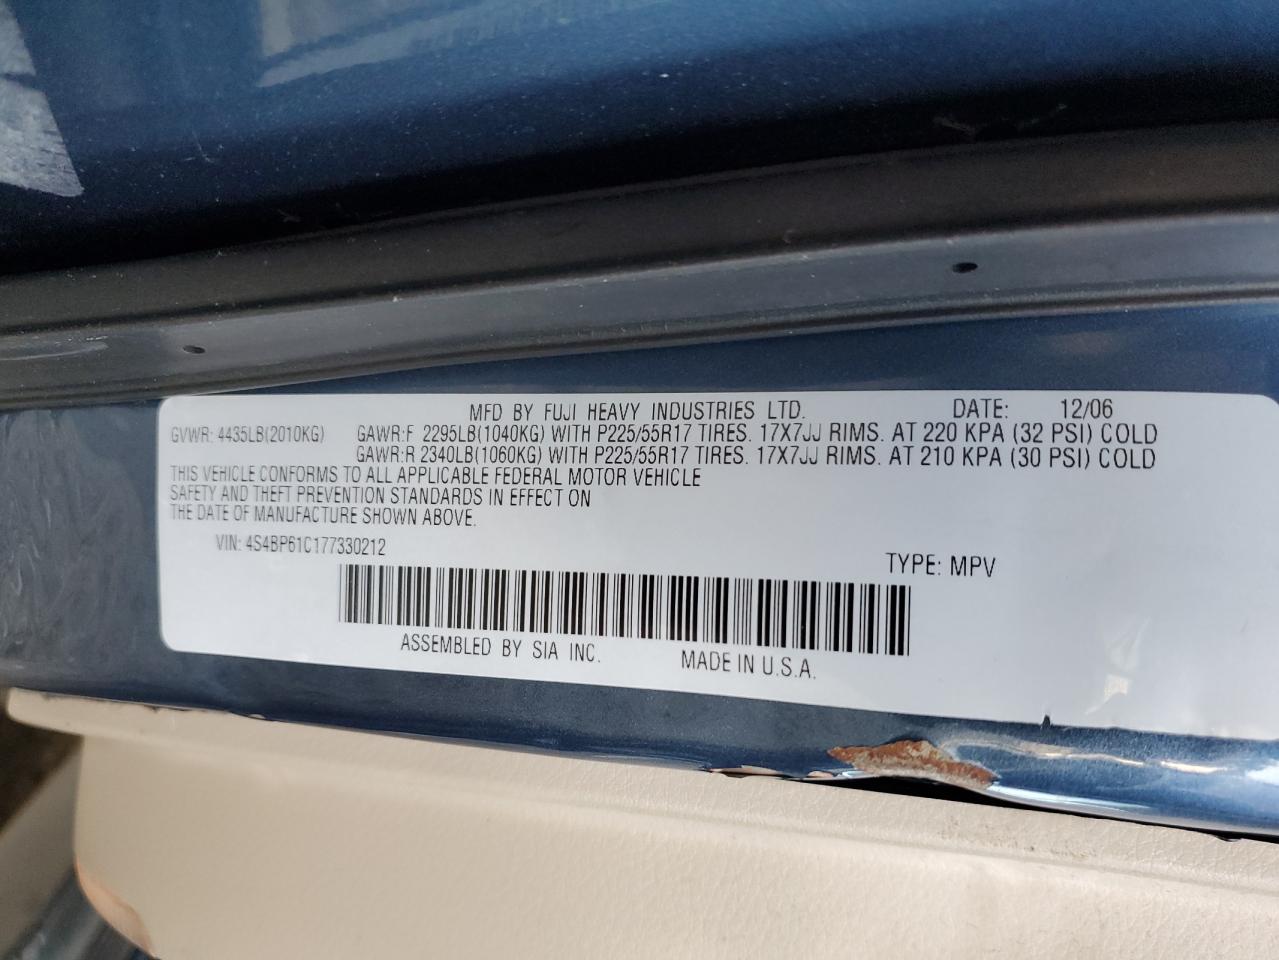 MFD BY FUJI HEAVY INDUSTRIES LTD. DATE: 12/06
GVWR: 4435LB(2010KG) GAWR:F 2295LB(1040KG) WITH P225/55R17 TIRES. 17X7JJ RIMS. AT 220 KPA (32 PSI) COLD
GAWR:R 2340LB(1060KG) WITH P225/55R17 TIRES. 17X7JJ RIMS. AT 210 KPA (30 PSI) COLD
THIS VEHICLE CONFORMS TO ALL APPLICABLE FEDERAL MOTOR VEHICLE
SAFETY AND THEFT PREVENTION STANDARDS IN EFFECT ON
THE DATE OF MANUFACTURE SHOWN ABOVE.
VIN: 4S4BP61C177330212 TYPE: MPV
ASSEMBLED BY SIA INC. MADE IN U.S.A.